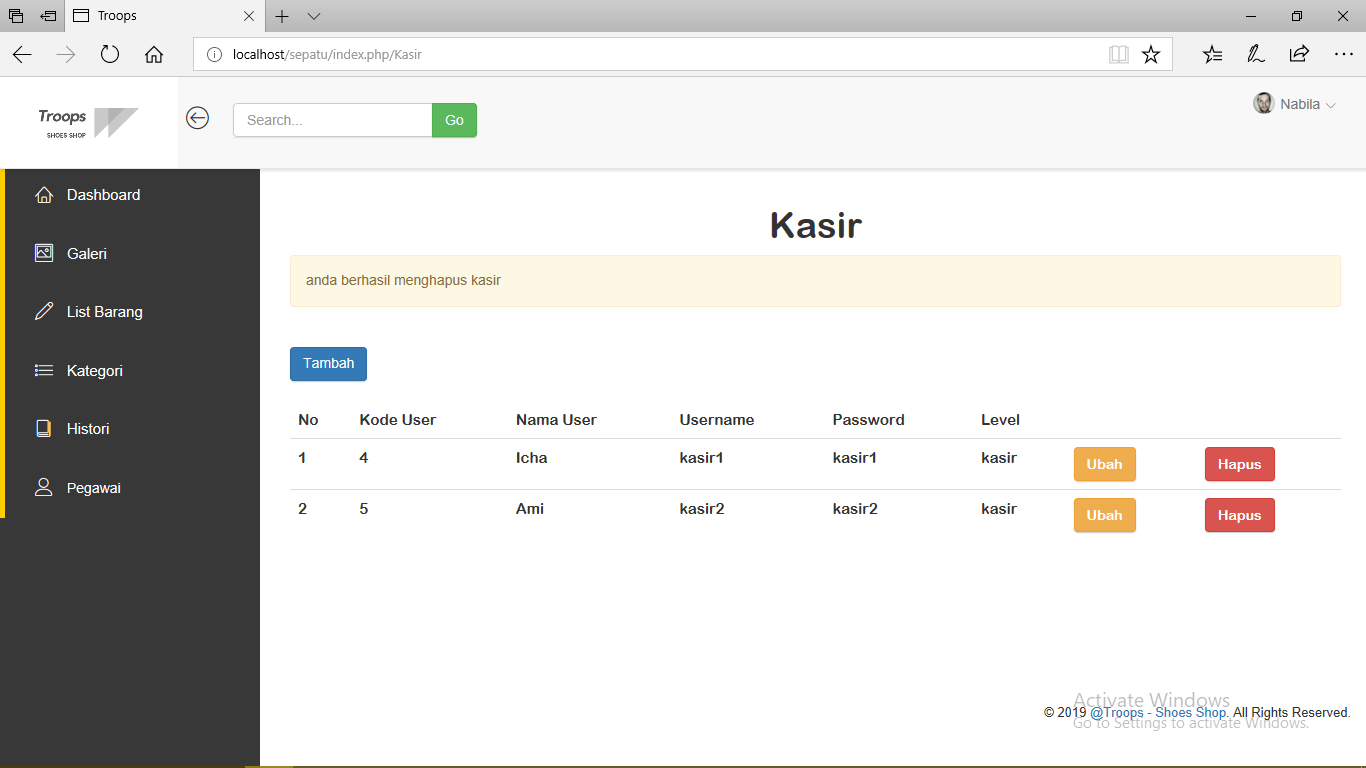 Troops
localhost/sepatu/index.php/Kasir
Troops
SHOES SHOP
Search...
Go
Nabila
Dashboard
Galeri
List Barang
Kategori
Histori
Pegawai
Kasir
anda berhasil menghapus kasir
Tambah
No Kode User Nama User Username Password Level
1 4 Icha kasir1 kasir1 kasir Ubah Hapus
2 5 Ami kasir2 kasir2 kasir Ubah Hapus
Activate Windows
© 2019 @Troops - Shoes Shop. All Rights Reserved.
Go to Settings to activate Windows.